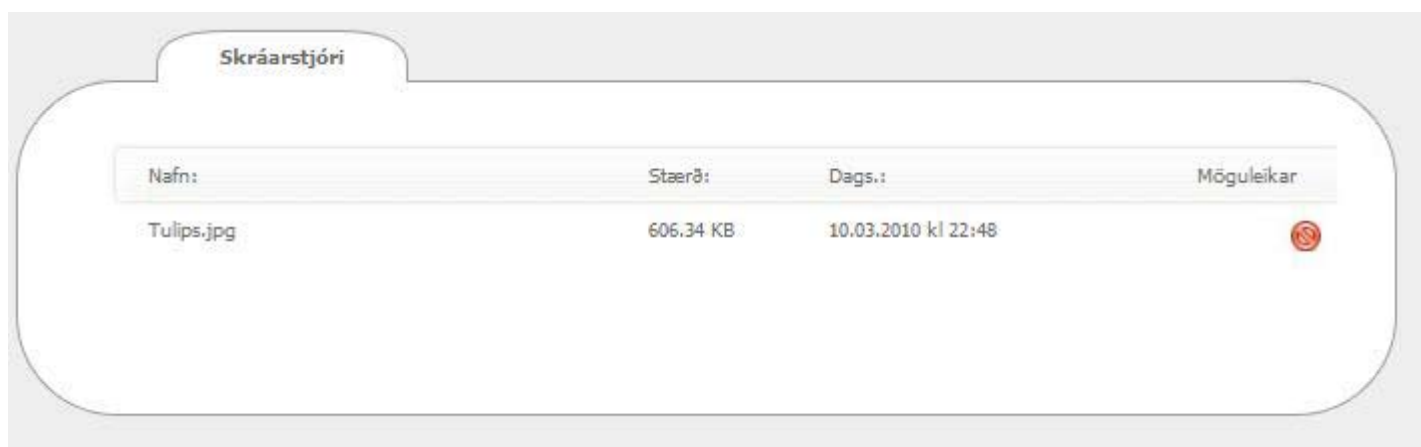 Skráarstjóri
Nafn: Stærð: Dags.: Möguleikar
Tulips.jpg 606.34 KB 10.03.2010 kl 22:48